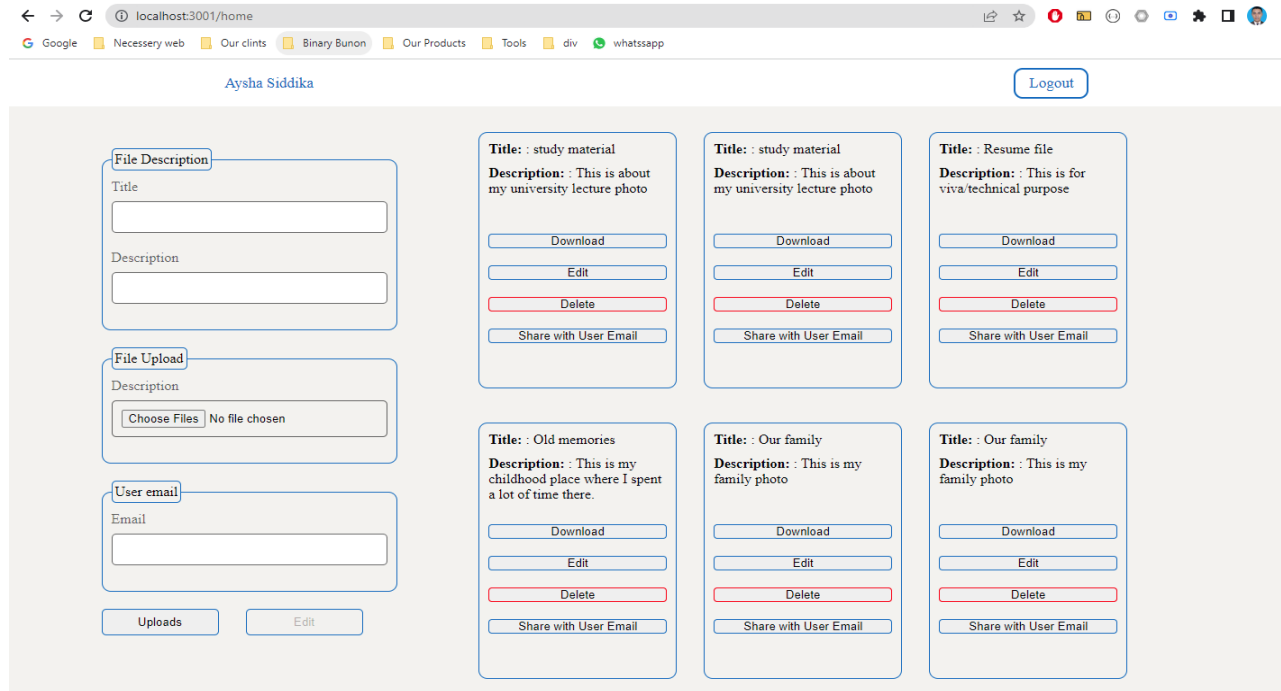 localhost:3001/home
Google Necessery web Our clints Binary Bunon Our Products Tools div whatssapp
Aysha Siddika
Logout
File Description
Title
Description
File Upload
Description
Choose Files No file chosen
User email
Email
Uploads
Edit
Title: : study material
Description: : This is about
my university lecture photo
Download
Edit
Delete
Share with User Email
Title: : study material
Description: : This is about
my university lecture photo
Download
Edit
Delete
Share with User Email
Title: : Resume file
Description: : This is for
viva/technical purpose
Download
Edit
Delete
Share with User Email
Title: : Old memories
Description: : This is my
childhood place where I spent
a lot of time there.
Download
Edit
Delete
Share with User Email
Title: : Our family
Description: : This is my
family photo
Download
Edit
Delete
Share with User Email
Title: : Our family
Description: : This is my
family photo
Download
Edit
Delete
Share with User Email